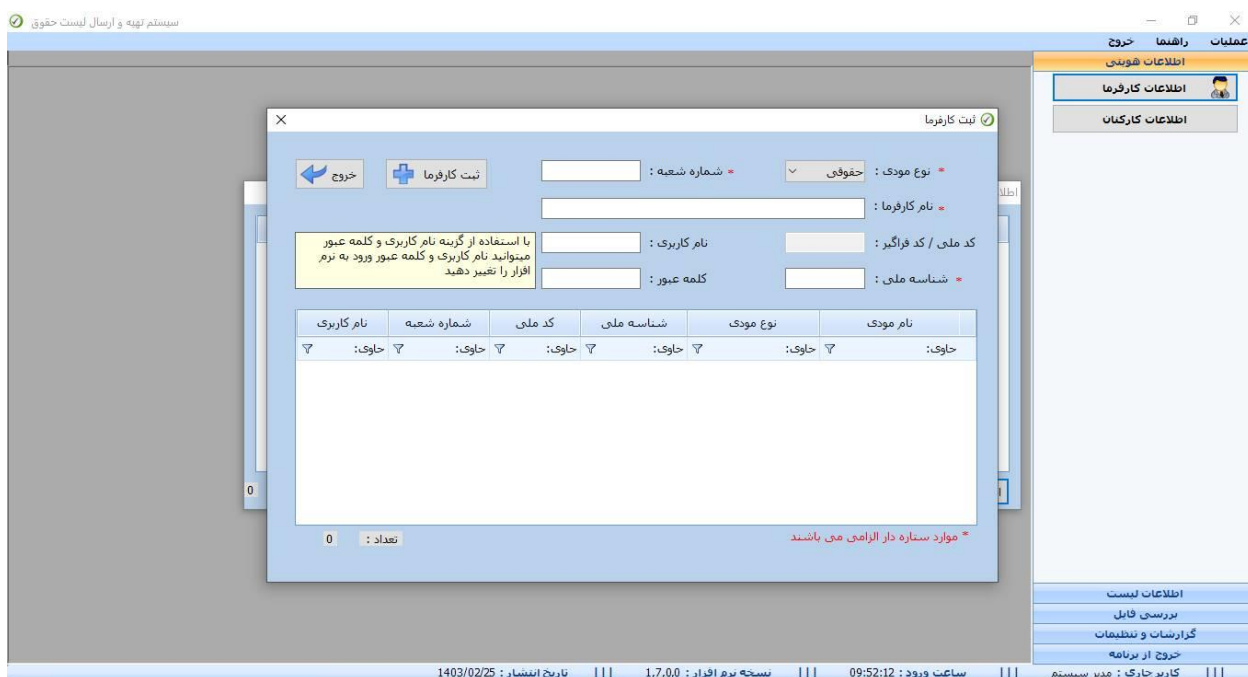 سیستم تهیه و ارسال لیست حقوق
عملیات راهنما خروج
اطلاعات هویتی
اطلاعات کارفرما
اطلاعات کارکنان
ثبت کارفرما
* نوع مودی : حقوقی
* شماره شعبه :
ثبت کارفرما
خروج
* نام کارفرما :
کد ملی / کد فراگیر :
نام کاربری :
با استفاده از گزینه نام کاربری و کلمه عبور
میتوانید نام کاربری و کلمه عبور ورود به نرم
افزار را تغییر دهید
* شناسه ملی :
کلمه عبور :
نام مودی نوع مودی شناسه ملی کد ملی شماره شعبه نام کاربری
حاوی: حاوی: حاوی: حاوی: حاوی: حاوی:
* موارد ستاره دار الزامی می باشند
تعداد : 0
0
اطلاعات لیست
بررسی فایل
گزارشات و تنظیمات
خروج از برنامه
||| کاربر جاری : مدیر سیستم ||| ساعت ورود : 09:52:12 ||| نسخه نرم افزار : 1.7.0.0 ||| تاریخ انتشار : 1403/02/25